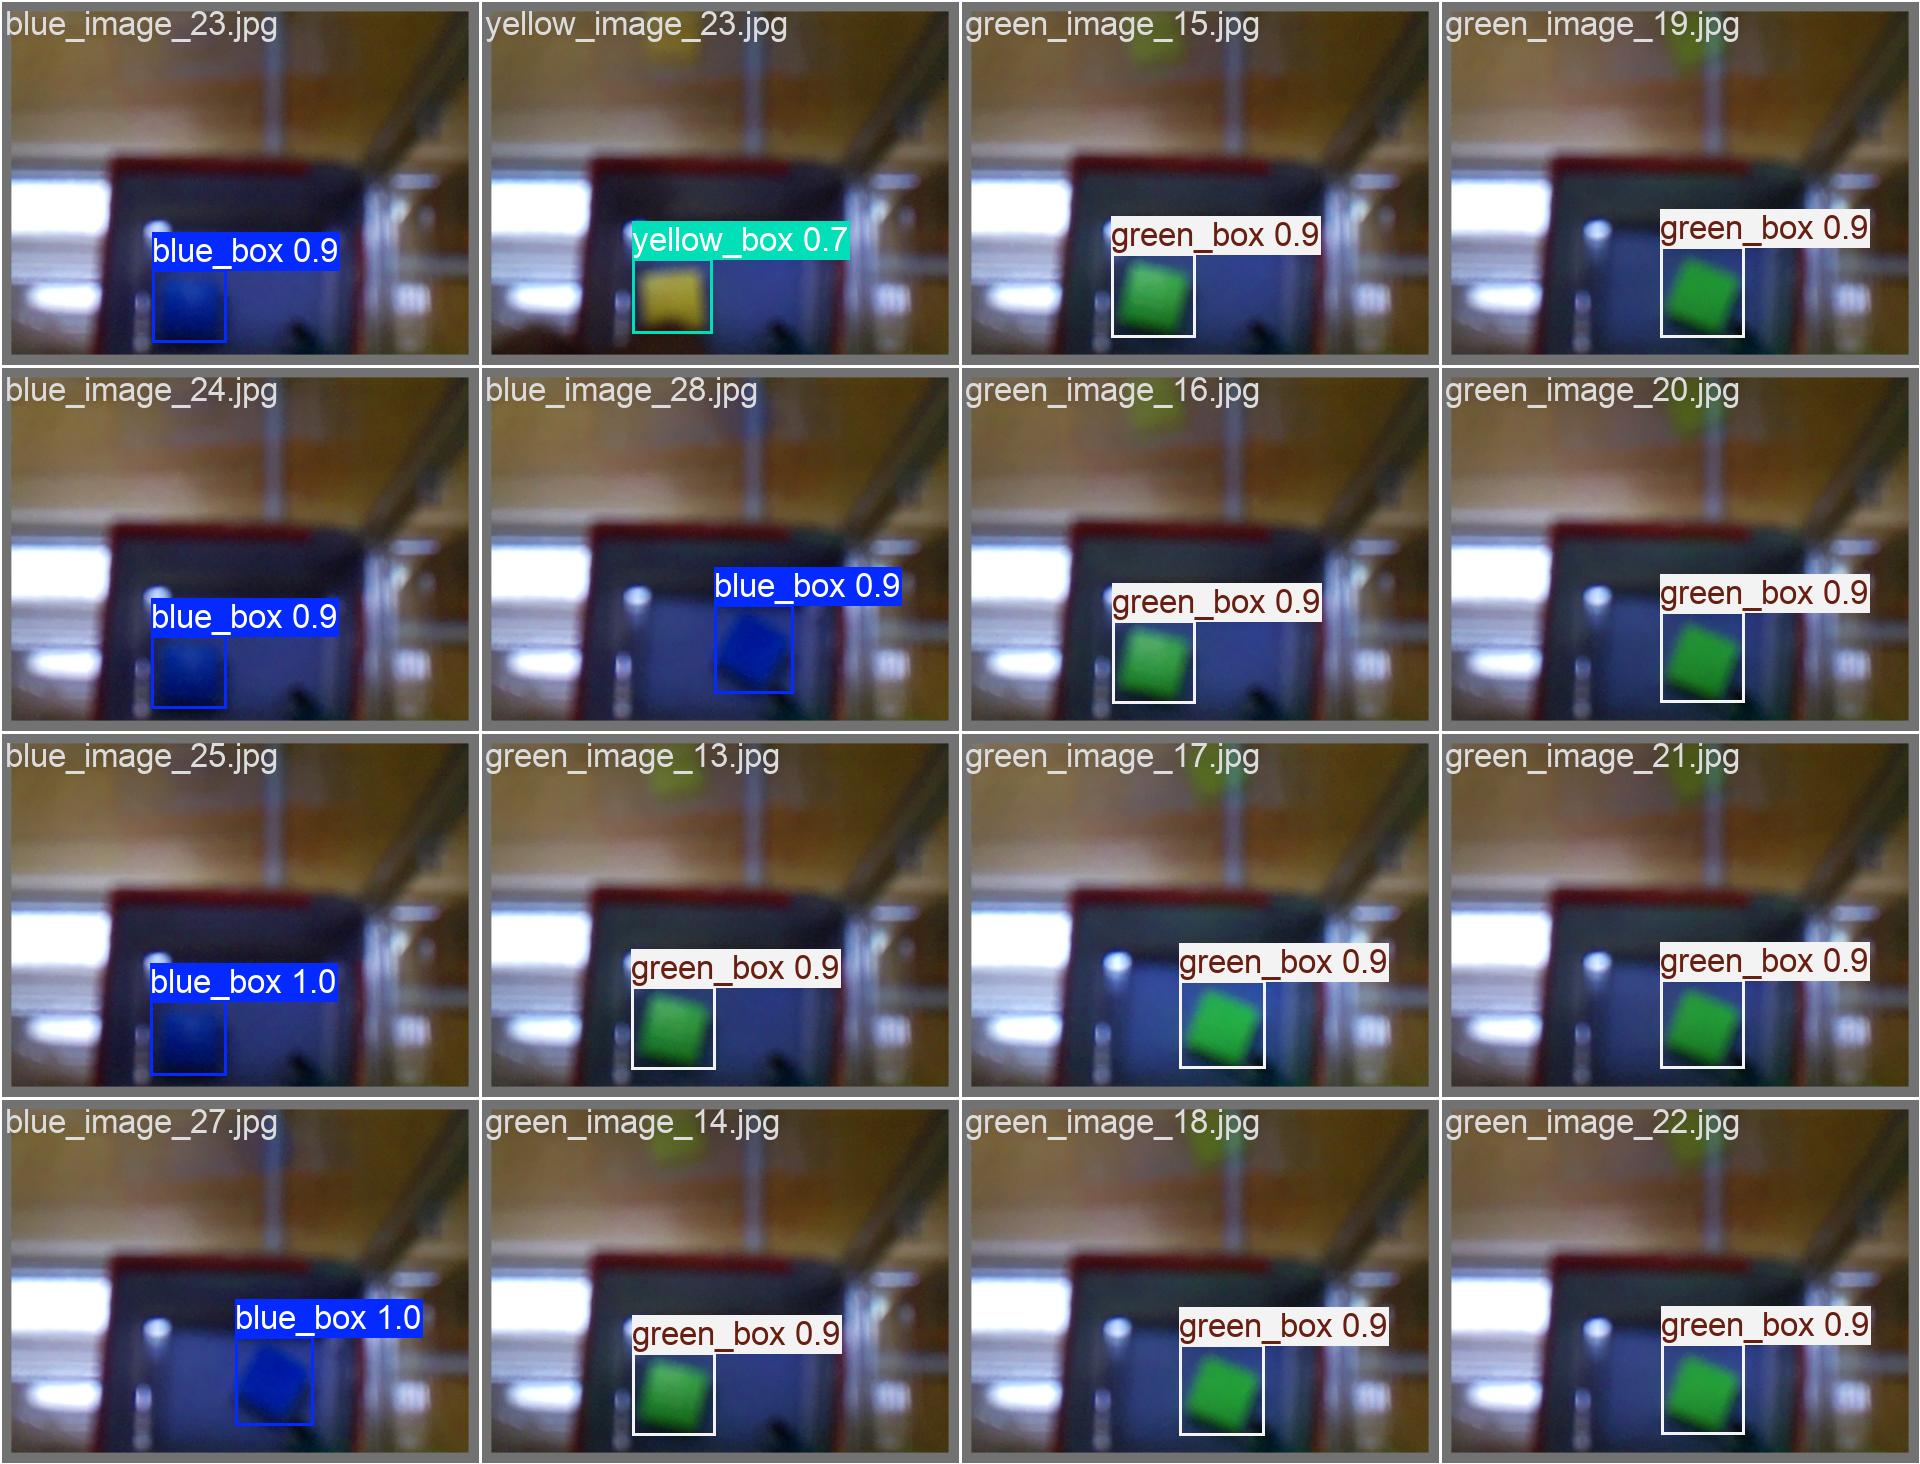 blue_image_23.jpg
yellow_image_23.jpg
green_image_15.jpg
green_image_19.jpg
blue_box 0.9
yellow_box 0.7
green_box 0.9
green_box 0.9
blue_image_24.jpg
blue_image_28.jpg
green_image_16.jpg
green_image_20.jpg
blue_box 0.9
blue_box 0.9
green_box 0.9
green_box 0.9
blue_image_25.jpg
green_image_13.jpg
green_image_17.jpg
green_image_21.jpg
blue_box 1.0
green_box 0.9
green_box 0.9
green_box 0.9
blue_image_27.jpg
green_image_14.jpg
green_image_18.jpg
green_image_22.jpg
blue_box 1.0
green_box 0.9
green_box 0.9
green_box 0.9